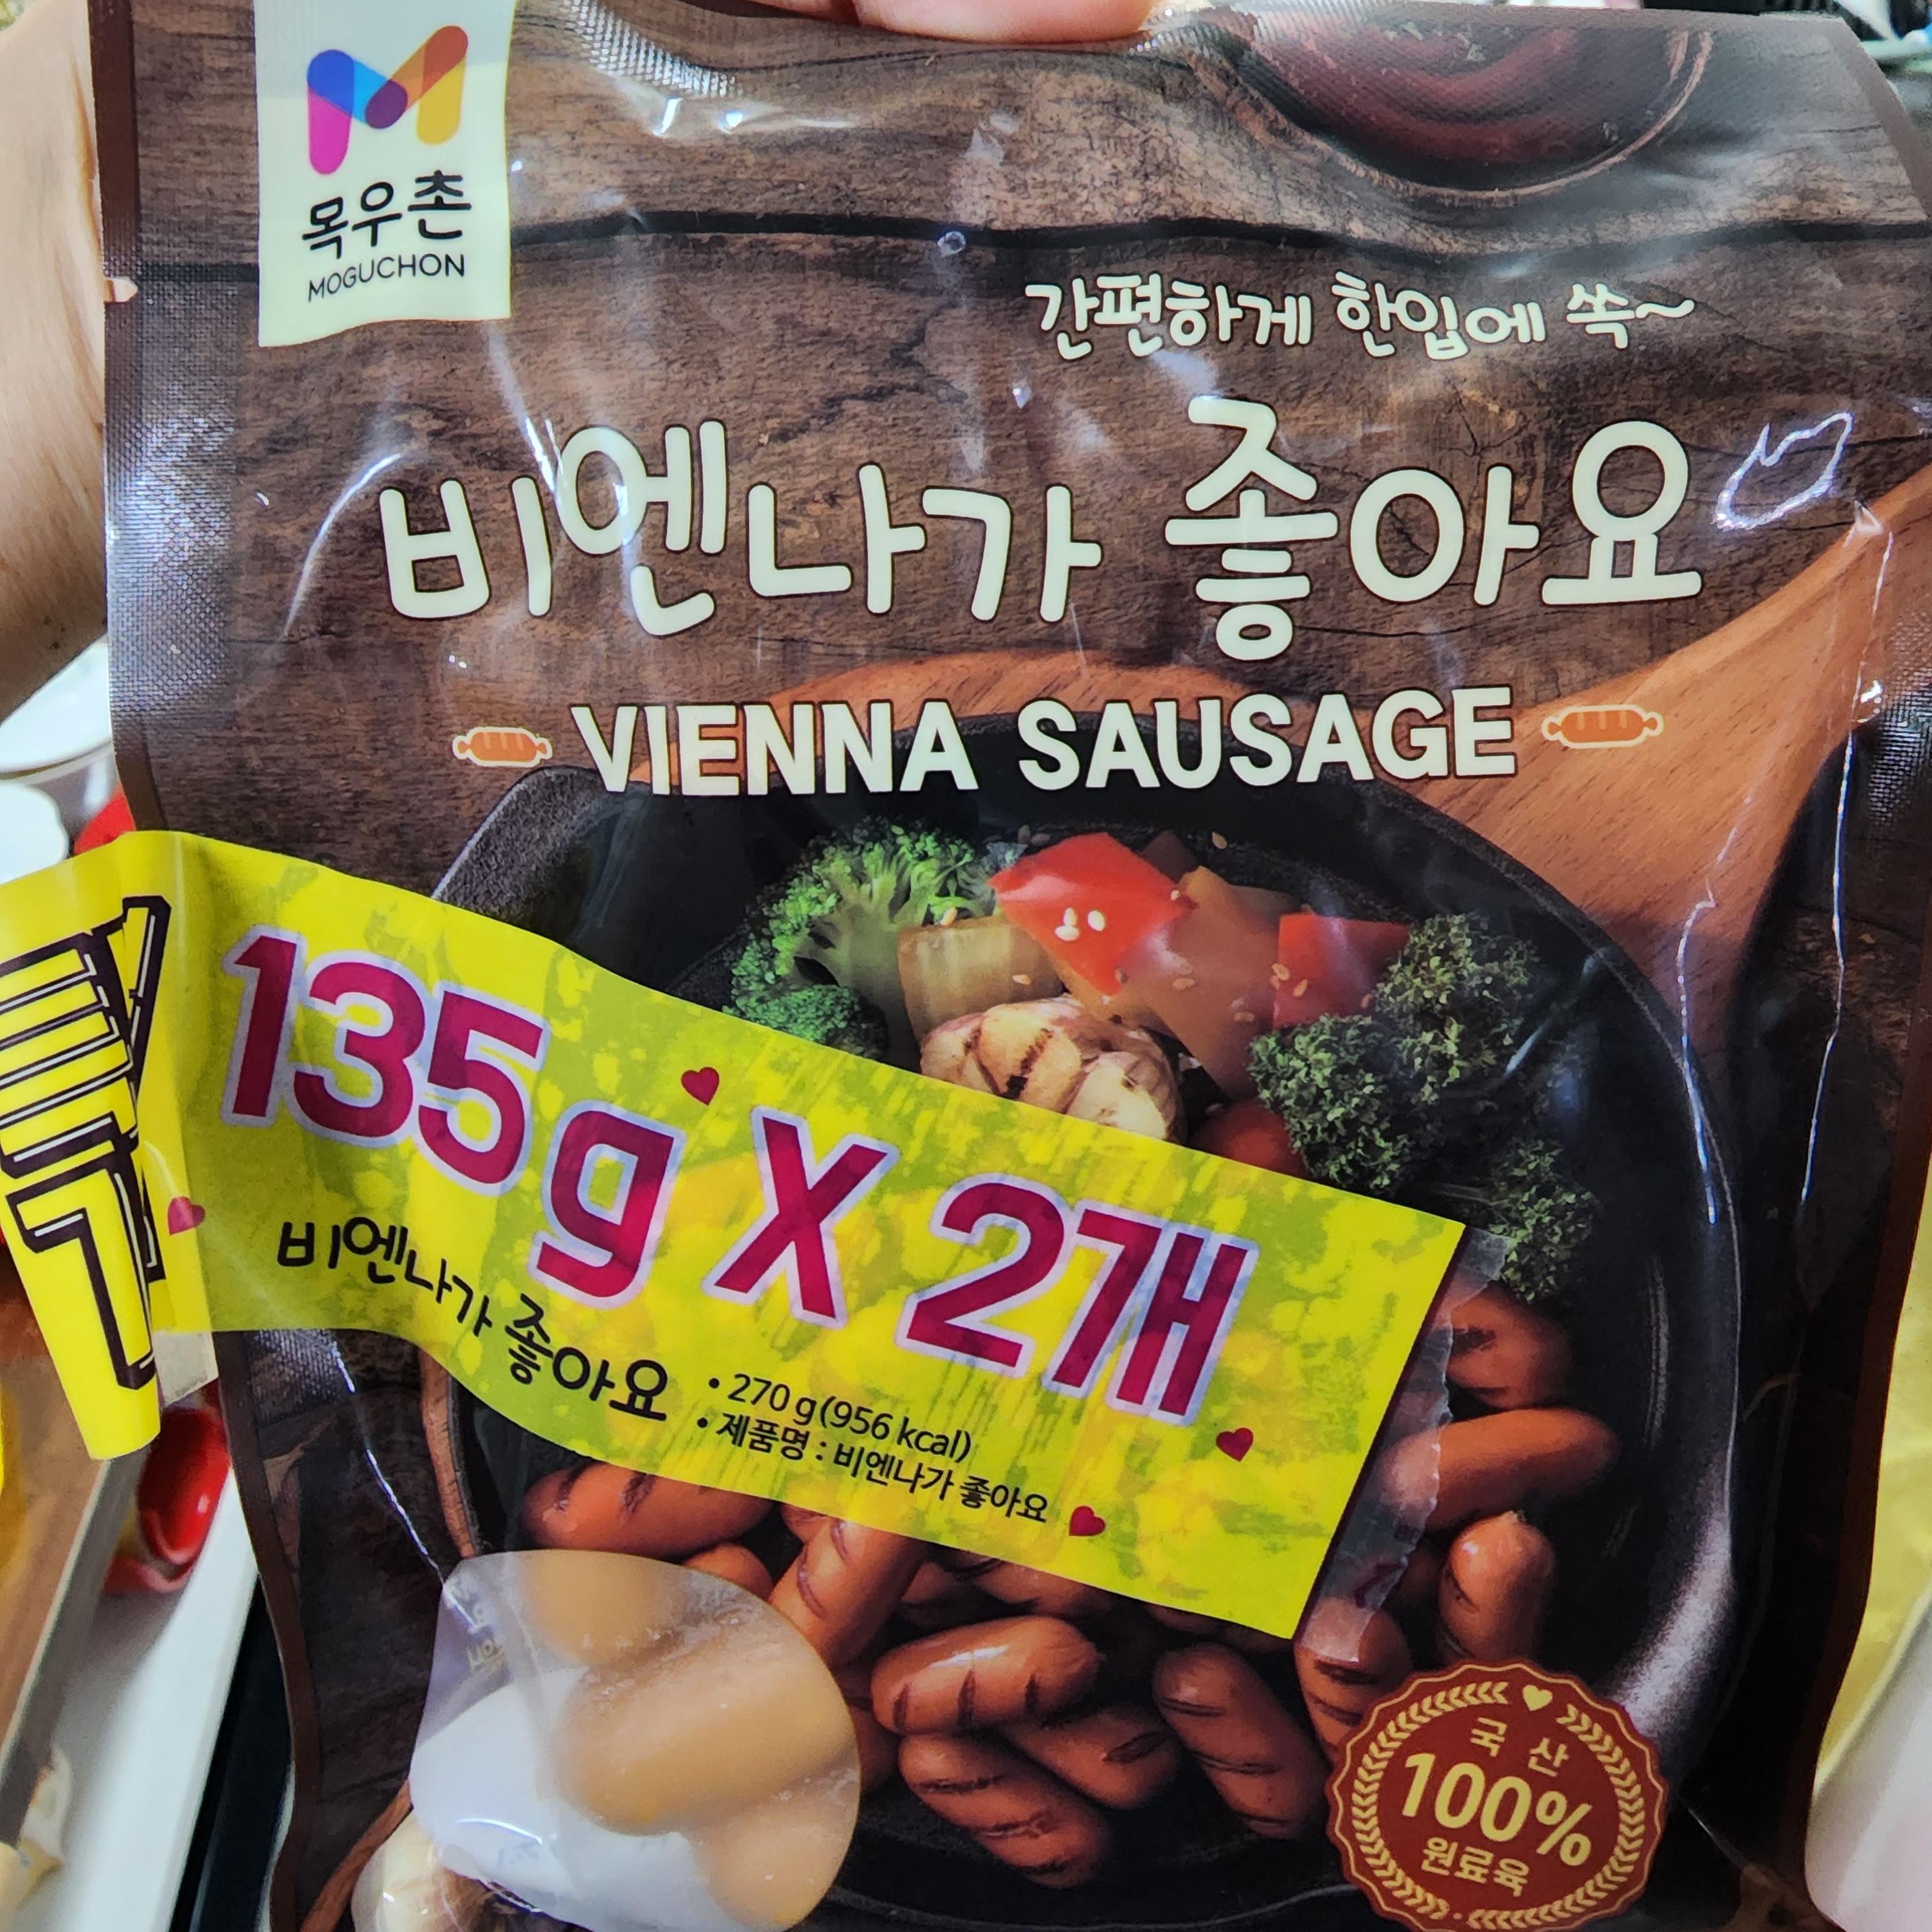 목우촌
MOGUCHON
간편하게 한입에 쏙~
비엔나가 좋아요
VIENNA SAUSAGE
135g X 2개
비엔나가 좋아요
• 270 g(956 kcal)
• 제품명 : 비엔나가 좋아요
국산
100%
원료육